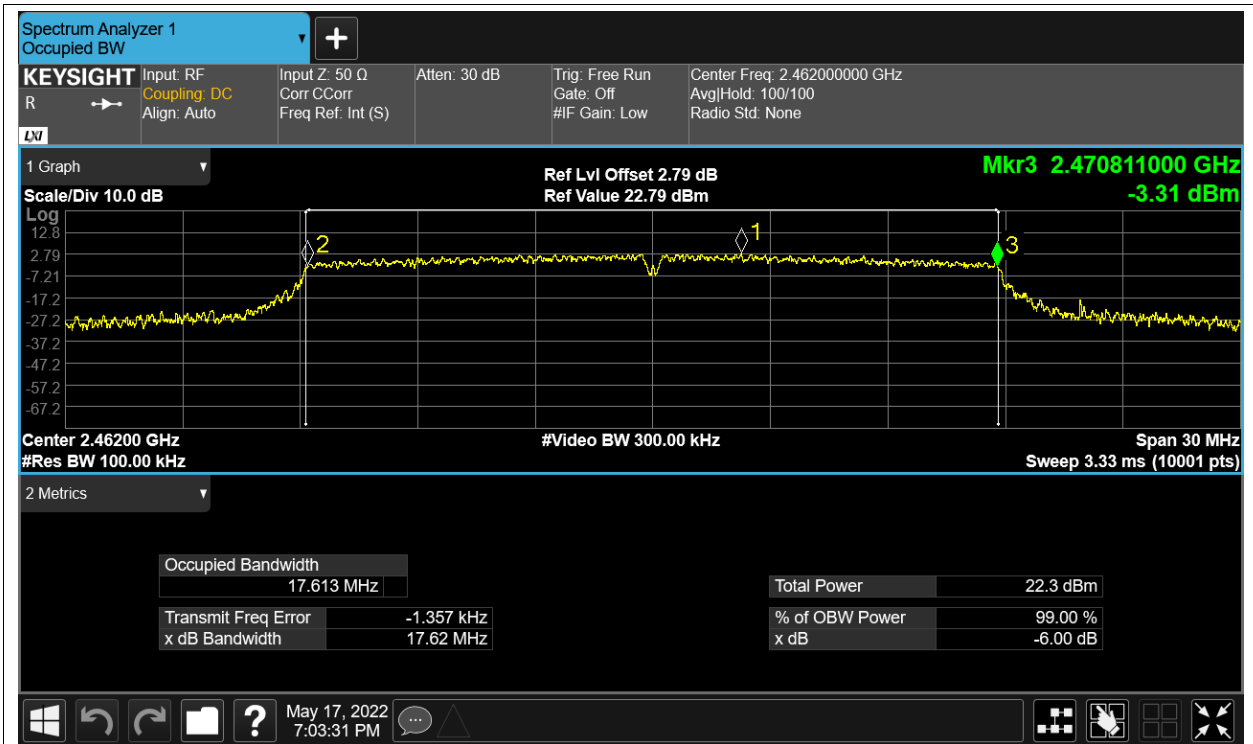 Spectrum Analyzer 1
Occupied BW
KEYSIGHT
R
LXI
Input: RF
Coupling: DC
Align: Auto
Input Z: 50 Ω
Corr CCorr
Freq Ref: Int (S)
Atten: 30 dB
Trig: Free Run
Gate: Off
#IF Gain: Low
Center Freq: 2.462000000 GHz
Avg|Hold: 100/100
Radio Std: None
1 Graph
Scale/Div 10.0 dB
Ref Lvl Offset 2.79 dB
Ref Value 22.79 dBm
Mkr3 2.470811000 GHz
-3.31 dBm
Log
12.8
2.79
-7.21
-17.2
-27.2
-37.2
-47.2
-57.2
-67.2
2
1
3
Center 2.46200 GHz
#Video BW 300.00 kHz
Span 30 MHz
#Res BW 100.00 kHz
Sweep 3.33 ms (10001 pts)
2 Metrics
Occupied Bandwidth
17.613 MHz
Total Power 22.3 dBm
Transmit Freq Error -1.357 kHz
% of OBW Power 99.00 %
x dB Bandwidth 17.62 MHz
x dB -6.00 dB
?
May 17, 2022
7:03:31 PM